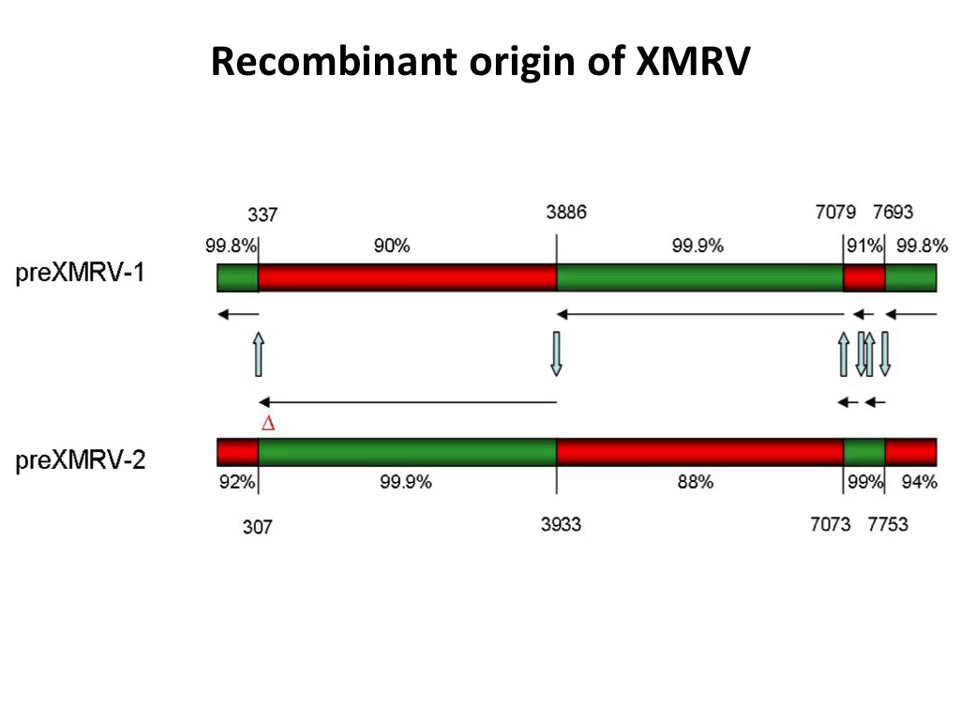 Recombinant origin of XMRV
337 3886 7079 7693
99.8% 90% 99.9% 91% 99.8%
preXMRV-1
Δ
preXMRV-2
92% 99.9% 88% 99% 94%
307 3933 7073 7753